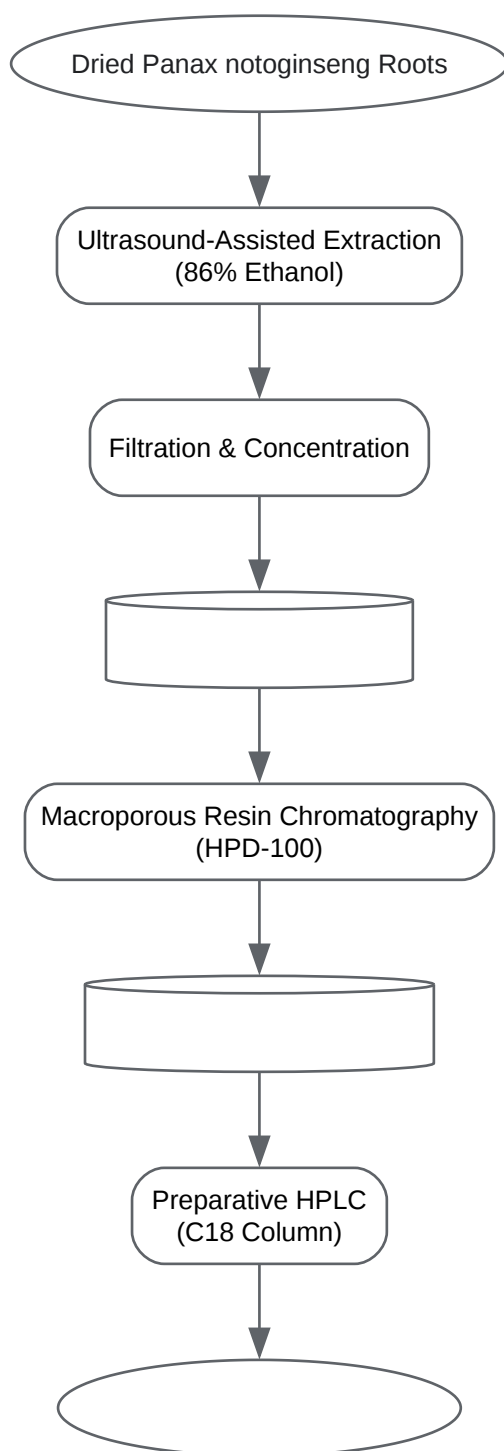 Dried Panax notoginseng Roots
Ultrasound-Assisted Extraction
(86% Ethanol)
Filtration & Concentration
Macroporous Resin Chromatography
(HPD-100)
Preparative HPLC
(C18 Column)